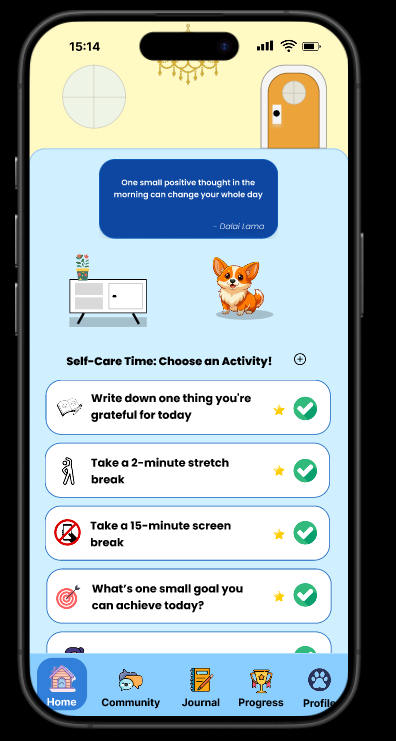 15:14
One small positive thought in the
morning can change your whole day
- Dalai Lama
Self-Care Time: Choose an Activity!
Write down one thing you're
grateful for today
Take a 2-minute stretch
break
Take a 15-minute screen
break
What's one small goal you
can achieve today?
Home
Community
Journal
Progress
Profile